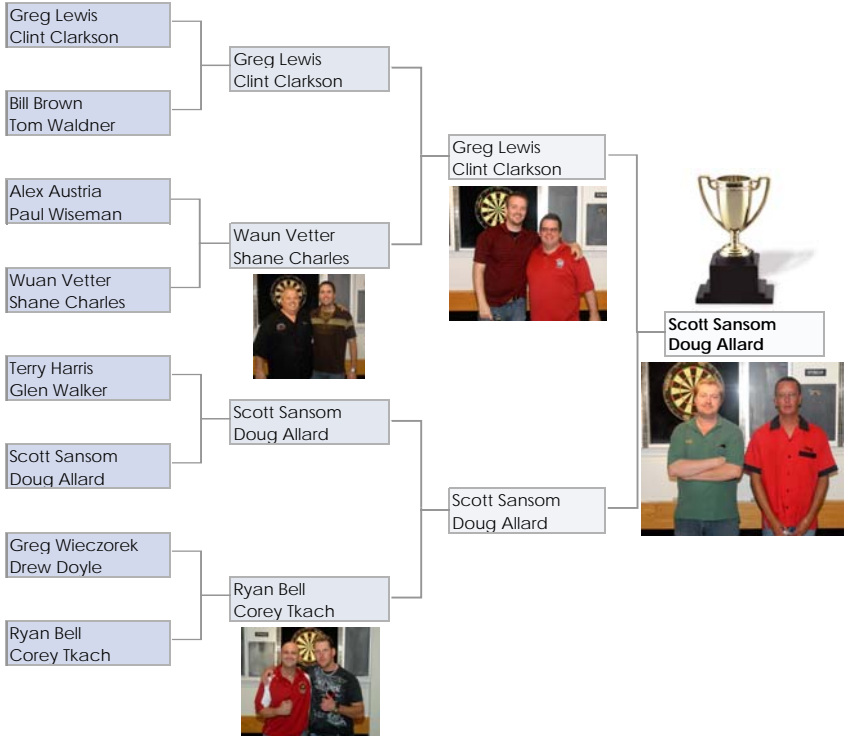 Greg Lewis
Clint Clarkson
Bill Brown
Tom Waldner
Alex Austria
Paul Wiseman
Wuan Vetter
Shane Charles
Terry Harris
Glen Walker
Scott Sansom
Doug Allard
Greg Wieczorek
Drew Doyle
Ryan Bell
Corey Tkach
Greg Lewis
Clint Clarkson
Waun Vetter
Shane Charles
Scott Sansom
Doug Allard
Ryan Bell
Corey Tkach
Greg Lewis
Clint Clarkson
Scott Sansom
Doug Allard
Scott Sansom
Doug Allard